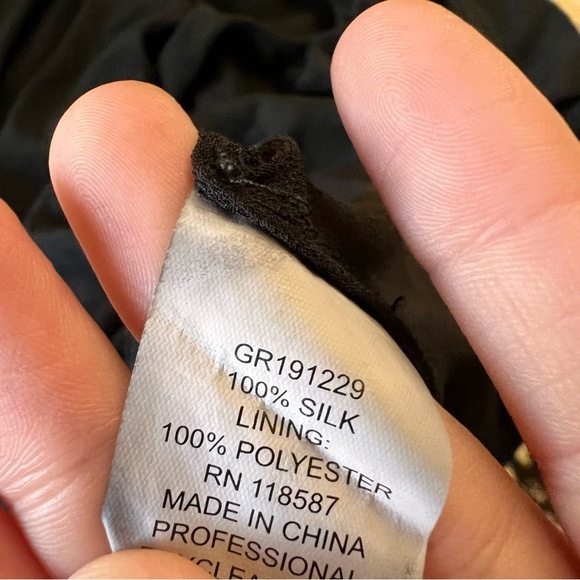 GR191229
100% SILK
LINING:
100% POLYESTER
RN 118587
MADE IN CHINA
PROFESSIONAL